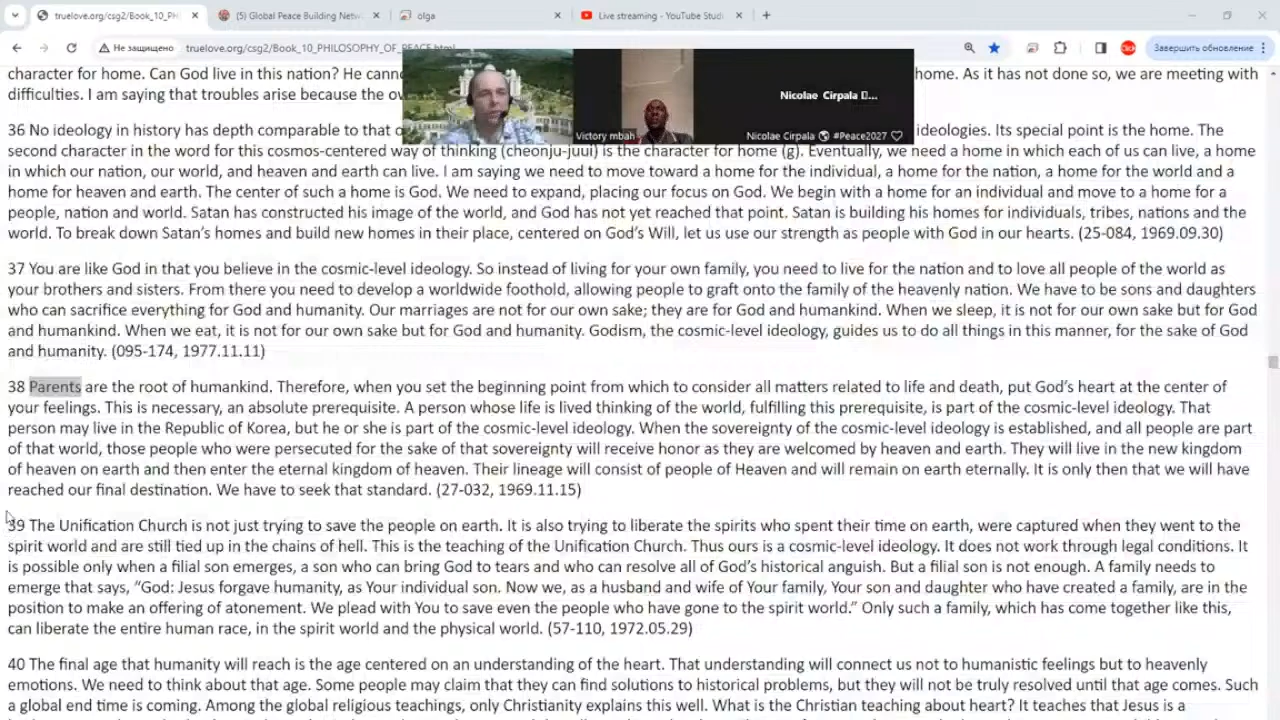 truelove.org/csg2/Book_10_PHI
(5) Global Peace Building Netw
olga
Live streaming - YouTube Studi
Не защищено
truelove.org/csg2/Book_10_PHILOSOPHY_OF_PEACE.html
Завершить обновление
character for home. Can God live in this nation? He cann home. As it has not done so, we are meeting with
difficulties. I am saying that troubles arise because the ov
Nicolae Cirpala
Victory mbah
Nicolae Cirpala #Peace2027
36 No ideology in history has depth comparable to that o ideologies. Its special point is the home. The
second character in the word for this cosmos-centered way of thinking (cheonju-juui) is the character for home (g). Eventually, we need a home in which each of us can live, a home
in which our nation, our world, and heaven and earth can live. I am saying we need to move toward a home for the individual, a home for the nation, a home for the world and a
home for heaven and earth. The center of such a home is God. We need to expand, placing our focus on God. We begin with a home for an individual and move to a home for a
people, nation and world. Satan has constructed his image of the world, and God has not yet reached that point. Satan is building his homes for individuals, tribes, nations and the
world. To break down Satan's homes and build new homes in their place, centered on God's Will, let us use our strength as people with God in our hearts. (25-084, 1969.09.30)
37 You are like God in that you believe in the cosmic-level ideology. So instead of living for your own family, you need to live for the nation and to love all people of the world as
your brothers and sisters. From there you need to develop a worldwide foothold, allowing people to graft onto the family of the heavenly nation. We have to be sons and daughters
who can sacrifice everything for God and humanity. Our marriages are not for our own sake; they are for God and humankind. When we sleep, it is not for our own sake but for God
and humankind. When we eat, it is not for our own sake but for God and humanity. Godism, the cosmic-level ideology, guides us to do all things in this manner, for the sake of God
and humanity. (095-174, 1977.11.11)
38 Parents are the root of humankind. Therefore, when you set the beginning point from which to consider all matters related to life and death, put God's heart at the center of
your feelings. This is necessary, an absolute prerequisite. A person whose life is lived thinking of the world, fulfilling this prerequisite, is part of the cosmic-level ideology. That
person may live in the Republic of Korea, but he or she is part of the cosmic-level ideology. When the sovereignty of the cosmic-level ideology is established, and all people are part
of that world, those people who were persecuted for the sake of that sovereignty will receive honor as they are welcomed by heaven and earth. They will live in the new kingdom
of heaven on earth and then enter the eternal kingdom of heaven. Their lineage will consist of people of Heaven and will remain on earth eternally. It is only then that we will have
reached our final destination. We have to seek that standard. (27-032, 1969.11.15)
39 The Unification Church is not just trying to save the people on earth. It is also trying to liberate the spirits who spent their time on earth, were captured when they went to the
spirit world and are still tied up in the chains of hell. This is the teaching of the Unification Church. Thus ours is a cosmic-level ideology. It does not work through legal conditions. It
is possible only when a filial son emerges, a son who can bring God to tears and who can resolve all of God's historical anguish. But a filial son is not enough. A family needs to
emerge that says, "God: Jesus forgave humanity, as Your individual son. Now we, as a husband and wife of Your family, Your son and daughter who have created a family, are in the
position to make an offering of atonement. We plead with You to save even the people who have gone to the spirit world." Only such a family, which has come together like this,
can liberate the entire human race, in the spirit world and the physical world. (57-110, 1972.05.29)
40 The final age that humanity will reach is the age centered on an understanding of the heart. That understanding will connect us not to humanistic feelings but to heavenly
emotions. We need to think about that age. Some people may claim that they can find solutions to historical problems, but they will not be truly resolved until that age comes. Such
a global end time is coming. Among the global religious teachings, only Christianity explains this well. What is the Christian teaching about heart? It teaches that Jesus is a